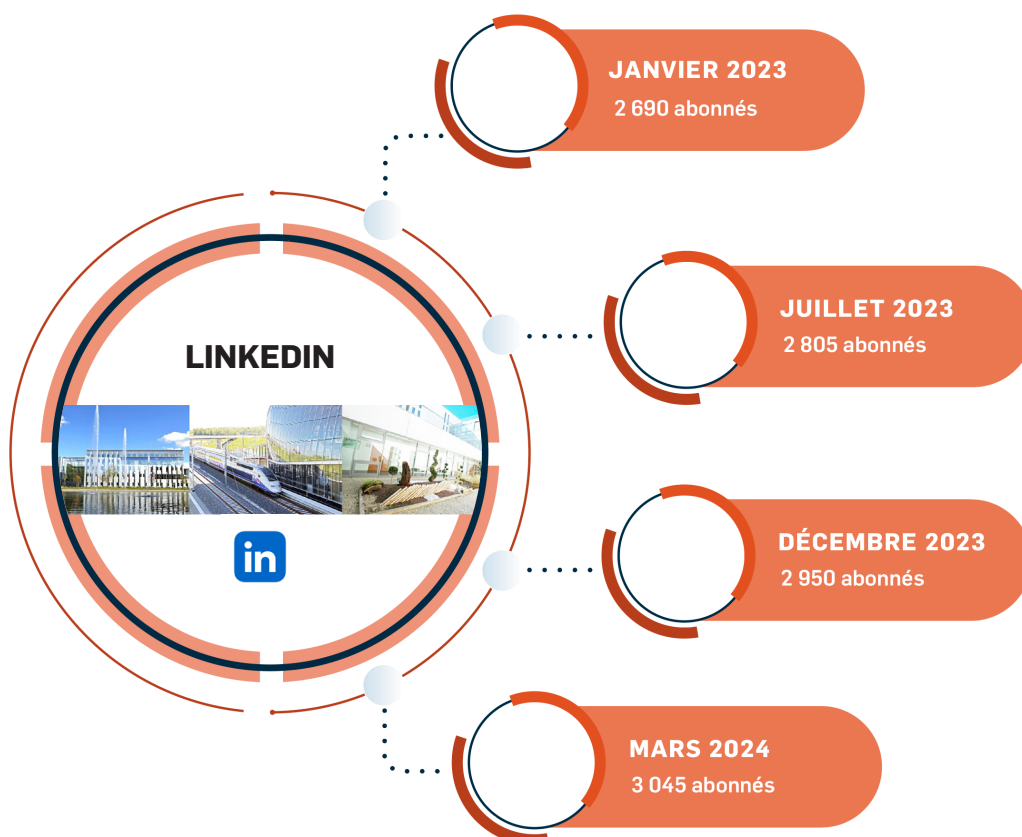 JANVIER 2023
2 690 abonnés
JUILLET 2023
2 805 abonnés
LINKEDIN
in
DÉCEMBRE 2023
2 950 abonnés
MARS 2024
3 045 abonnés